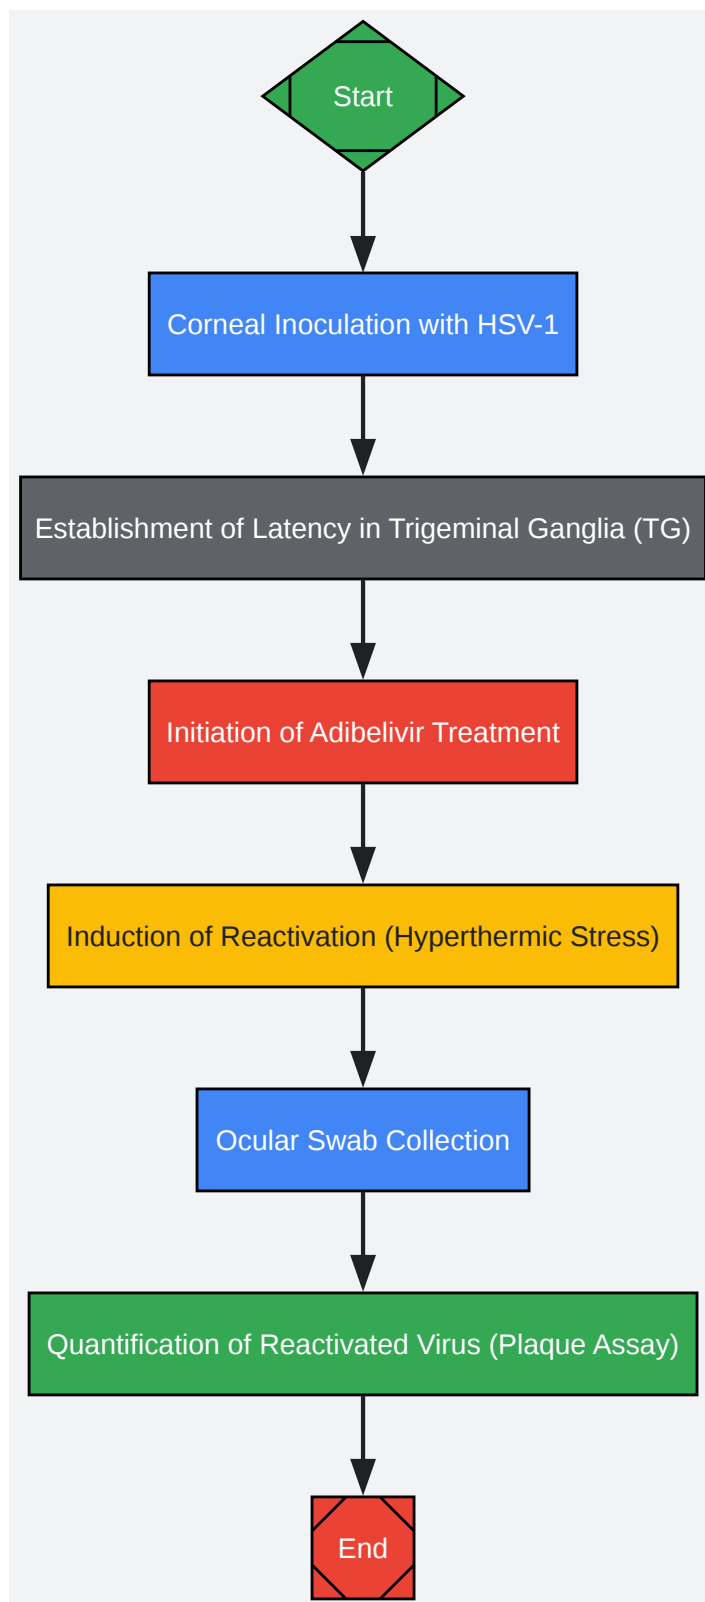 Start
Corneal Inoculation with HSV-1
Establishment of Latency in Trigeminal Ganglia (TG)
Initiation of Adibelivir Treatment
Induction of Reactivation (Hyperthermic Stress)
Ocular Swab Collection
Quantification of Reactivated Virus (Plaque Assay)
End